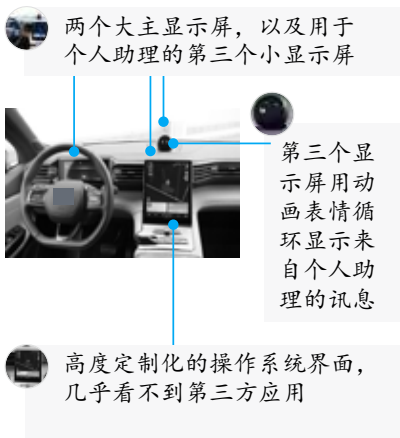 两个大主显示屏，以及用于
个人助理的第三个小显示屏
第三个显
示屏用动
画表情循
环显示来
自个人助
理的讯息
高度定制化的操作系统界面，
几乎看不到第三方应用